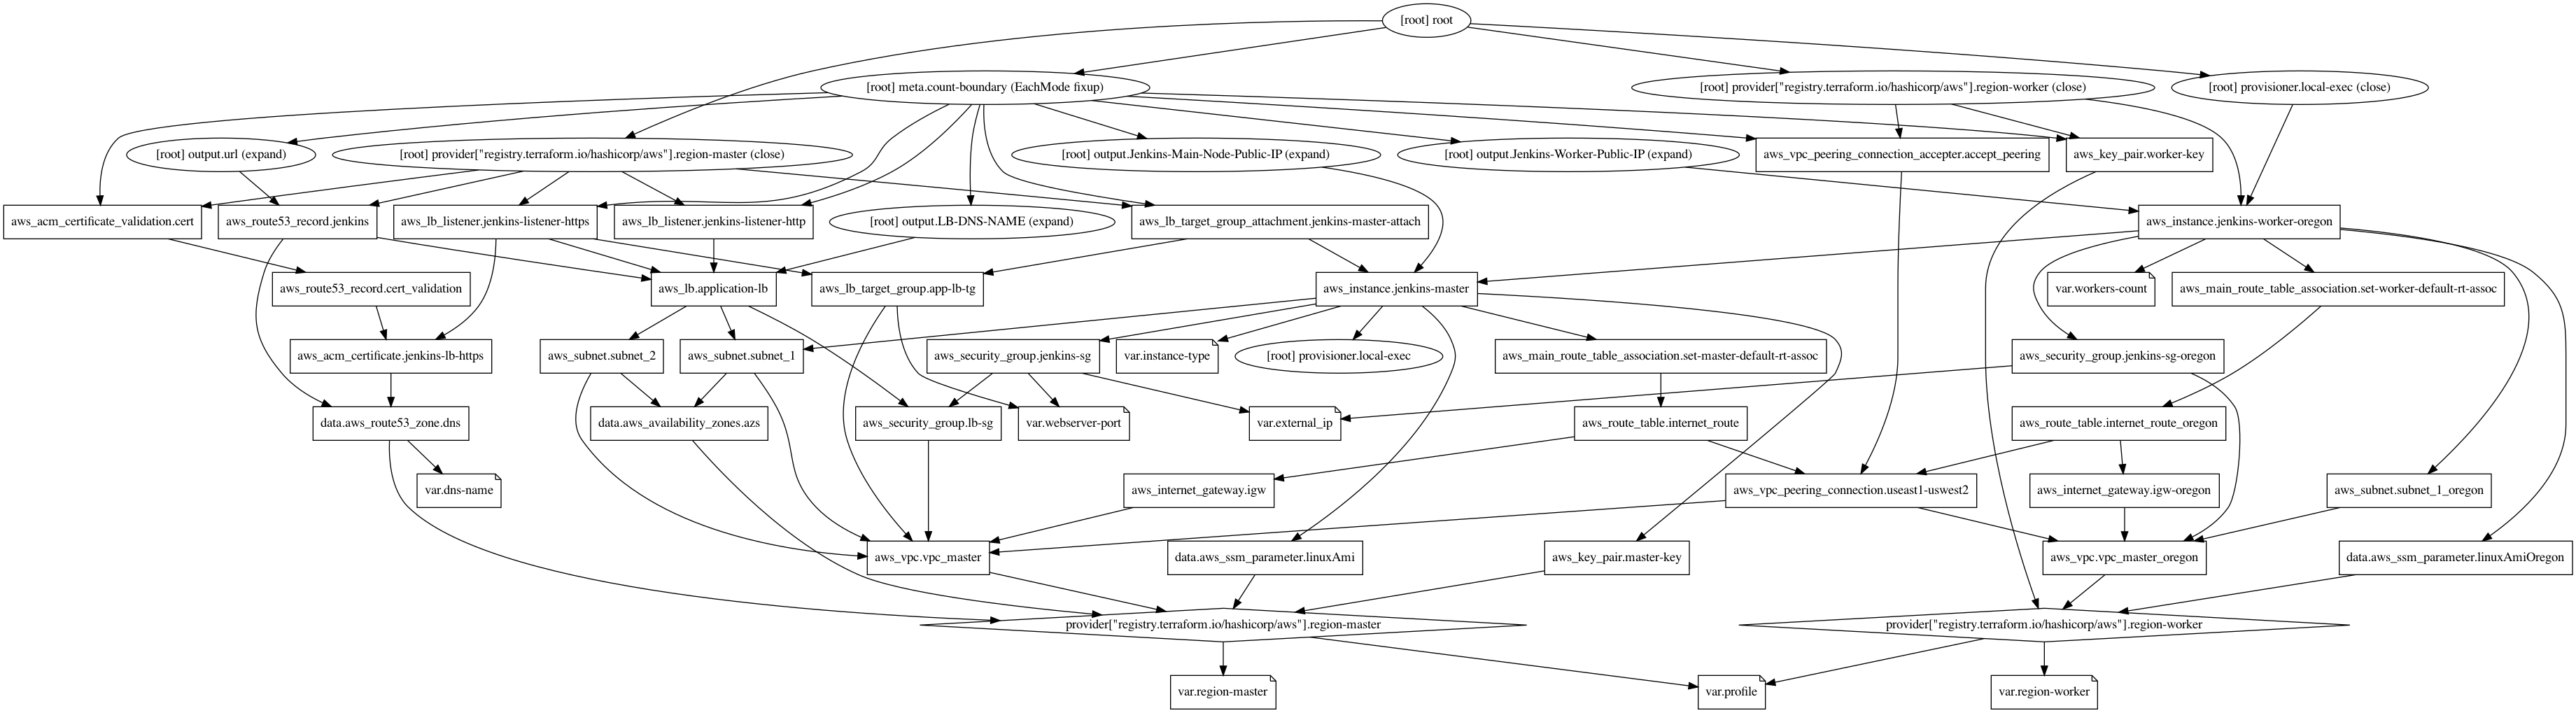 [root] root
[root] meta.count-boundary (EachMode fixup)
[root] provider["registry.terraform.io/hashicorp/aws"].region-worker (close)
[root] provisioner.local-exec (close)
[root] output.url (expand)
[root] provider["registry.terraform.io/hashicorp/aws"].region-master (close)
[root] output.Jenkins-Main-Node-Public-IP (expand)
[root] output.Jenkins-Worker-Public-IP (expand)
aws_vpc_peering_connection_accepter.accept_peering
aws_key_pair.worker-key
aws_acm_certificate_validation.cert
aws_route53_record.jenkins
aws_lb_listener.jenkins-listener-https
aws_lb_listener.jenkins-listener-http
[root] output.LB-DNS-NAME (expand)
aws_lb_target_group_attachment.jenkins-master-attach
aws_instance.jenkins-worker-oregon
aws_route53_record.cert_validation
aws_lb.application-lb
aws_lb_target_group.app-lb-tg
aws_instance.jenkins-master
var.workers-count
aws_main_route_table_association.set-worker-default-rt-assoc
aws_acm_certificate.jenkins-lb-https
aws_subnet.subnet_2
aws_subnet.subnet_1
aws_security_group.jenkins-sg
var.instance-type
[root] provisioner.local-exec
aws_main_route_table_association.set-master-default-rt-assoc
aws_security_group.jenkins-sg-oregon
data.aws_route53_zone.dns
data.aws_availability_zones.azs
aws_security_group.lb-sg
var.webserver-port
var.external_ip
aws_route_table.internet_route
aws_route_table.internet_route_oregon
var.dns-name
aws_internet_gateway.igw
aws_vpc_peering_connection.useast1-uswest2
aws_internet_gateway.igw-oregon
aws_subnet.subnet_1_oregon
aws_vpc.vpc_master
data.aws_ssm_parameter.linuxAmi
aws_key_pair.master-key
aws_vpc.vpc_master_oregon
data.aws_ssm_parameter.linuxAmiOregon
provider["registry.terraform.io/hashicorp/aws"].region-master
provider["registry.terraform.io/hashicorp/aws"].region-worker
var.region-master
var.profile
var.region-worker